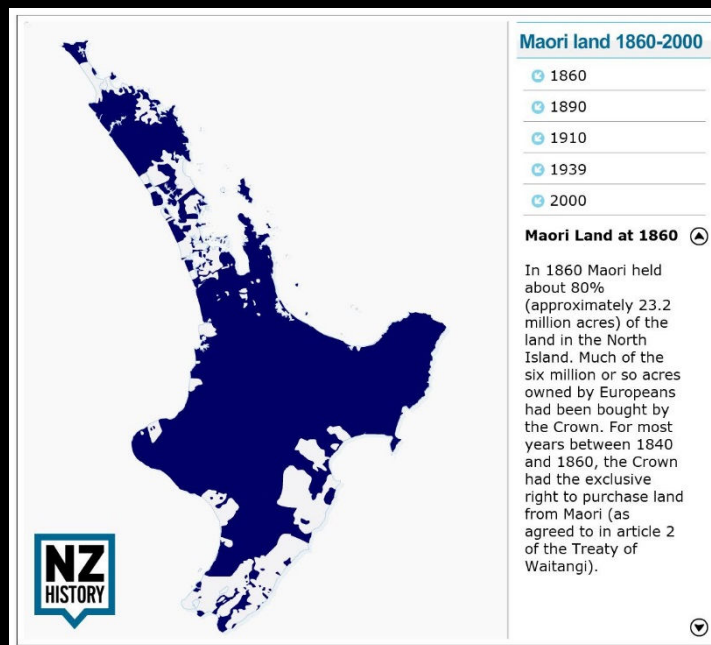 Maori land 1860-2000
1860
1890
1910
1939
2000
Maori Land at 1860
In 1860 Maori held
about 80%
(approximately 23.2
million acres) of the
land in the North
Island. Much of the
six million or so acres
owned by Europeans
had been bought by
the Crown. For most
years between 1840
and 1860, the Crown
had the exclusive
right to purchase land
from Maori (as
agreed to in article 2
of the Treaty of
Waitangi).
NZ
HISTORY